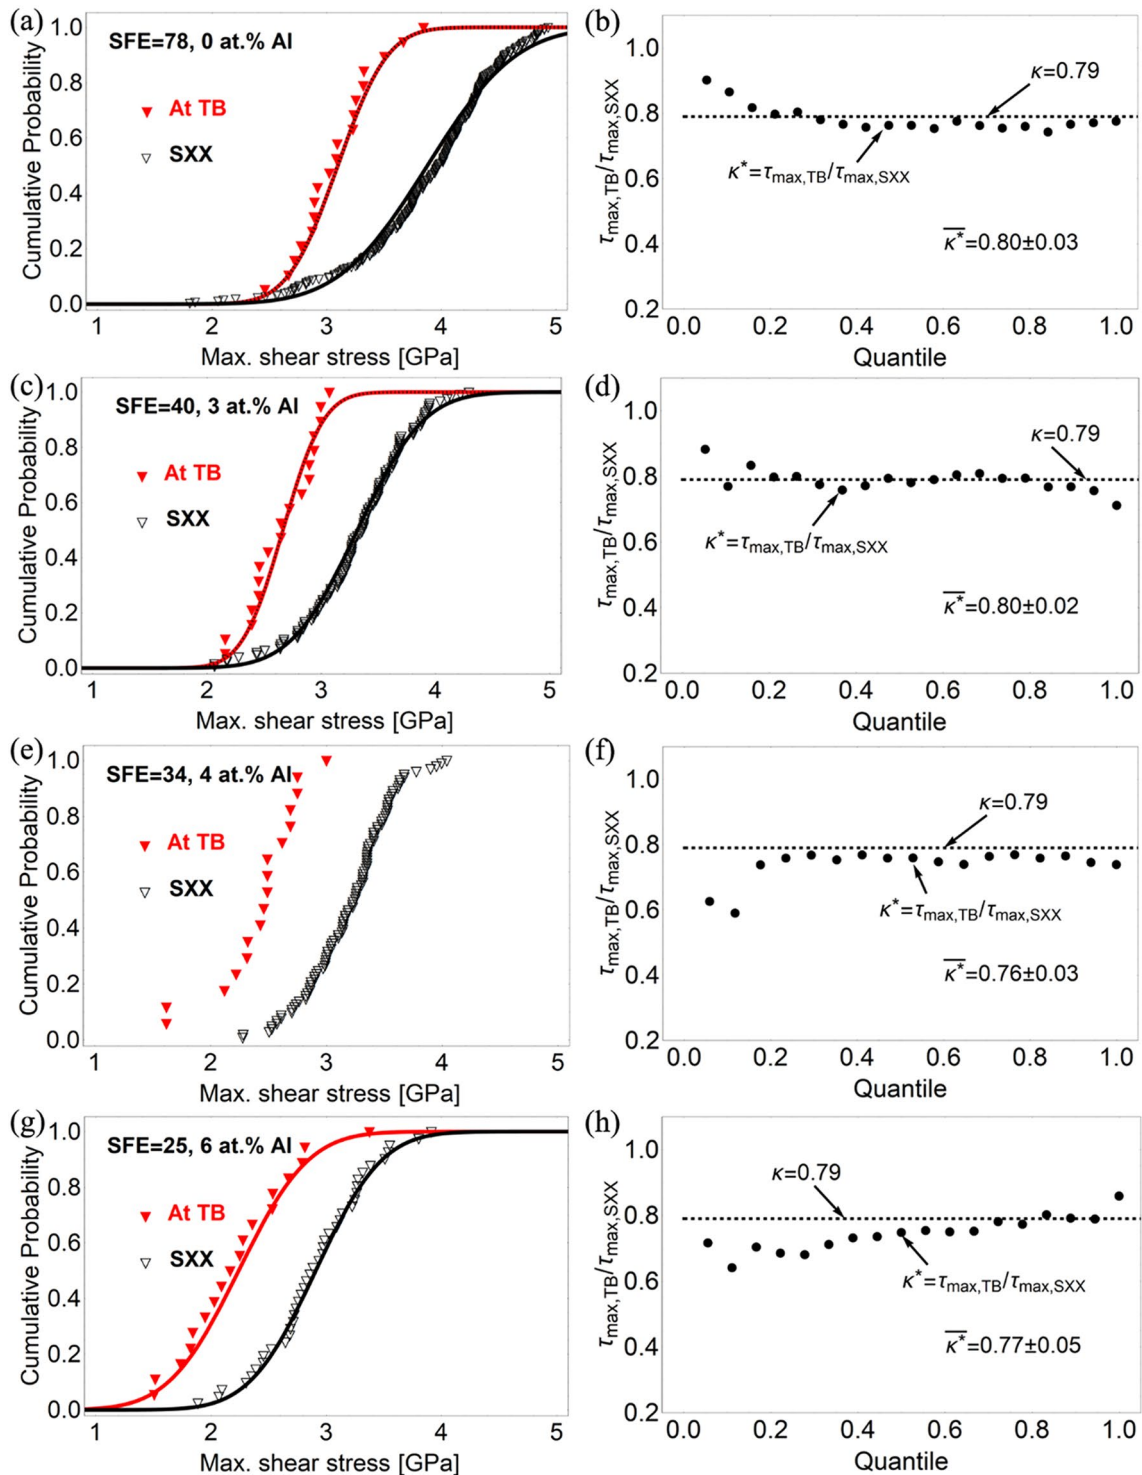 (a)
1.0
0.8
0.6
0.4
0.2
0.0
Cumulative Probability
SFE=78, 0 at.% Al
At TB
SXX
1 2 3 4 5
Max. shear stress [GPa]
(b)
1.0
0.8
0.6
0.4
0.2
τmax,TB/τmax,SXX
κ=0.79
κ*=τmax,TB/τmax,SXX
κ̅*̅=0.80±0.03
0.0 0.2 0.4 0.6 0.8 1.0
Quantile
(c)
1.0
0.8
0.6
0.4
0.2
0.0
Cumulative Probability
SFE=40, 3 at.% Al
At TB
SXX
1 2 3 4 5
Max. shear stress [GPa]
(d)
1.0
0.8
0.6
0.4
0.2
τmax,TB/τmax,SXX
κ=0.79
κ*=τmax,TB/τmax,SXX
κ̅*̅=0.80±0.02
0.0 0.2 0.4 0.6 0.8 1.0
Quantile
(e)
1.0
0.8
0.6
0.4
0.2
0.0
Cumulative Probability
SFE=34, 4 at.% Al
At TB
SXX
1 2 3 4 5
Max. shear stress [GPa]
(f)
1.0
0.8
0.6
0.4
0.2
τmax,TB/τmax,SXX
κ=0.79
κ*=τmax,TB/τmax,SXX
κ̅*̅=0.76±0.03
0.0 0.2 0.4 0.6 0.8 1.0
Quantile
(g)
1.0
0.8
0.6
0.4
0.2
0.0
Cumulative Probability
SFE=25, 6 at.% Al
At TB
SXX
1 2 3 4 5
Max. shear stress [GPa]
(h)
1.0
0.8
0.6
0.4
0.2
τmax,TB/τmax,SXX
κ=0.79
κ*=τmax,TB/τmax,SXX
κ̅*̅=0.77±0.05
0.0 0.2 0.4 0.6 0.8 1.0
Quantile